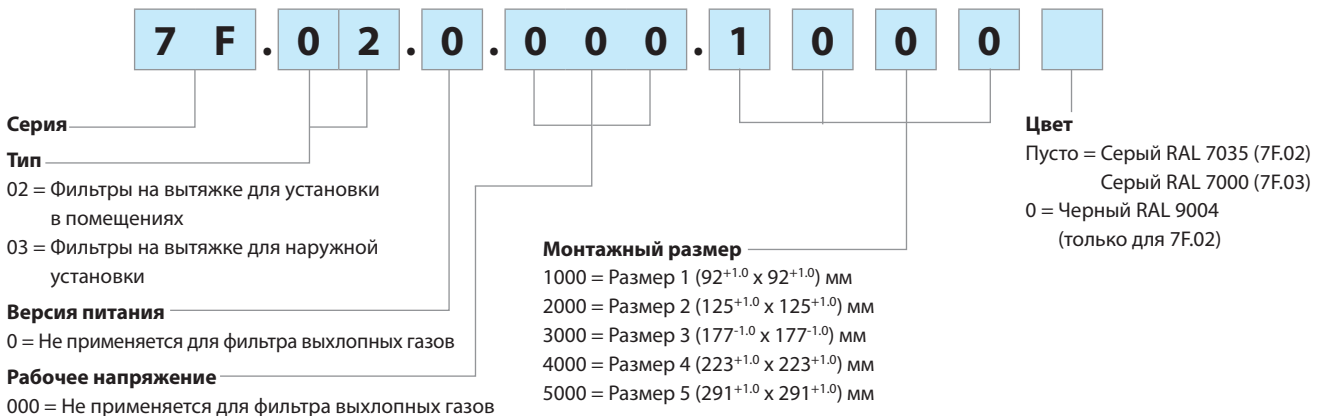 7 F . 0 2 . 0 . 0 0 0 . 1 0 0 0
Серия
Тип
02 = Фильтры на вытяжке для установки
в помещениях
03 = Фильтры на вытяжке для наружной
установки
Версия питания
0 = Не применяется для фильтра выхлопных газов
Рабочее напряжение
000 = Не применяется для фильтра выхлопных газов
Монтажный размер
1000 = Размер 1 (92+1.0 x 92+1.0) мм
2000 = Размер 2 (125+1.0 x 125+1.0) мм
3000 = Размер 3 (177-1.0 x 177-1.0) мм
4000 = Размер 4 (223+1.0 x 223+1.0) мм
5000 = Размер 5 (291+1.0 x 291+1.0) мм
Цвет
Пусто = Серый RAL 7035 (7F.02)
Серый RAL 7000 (7F.03)
0 = Черный RAL 9004
(только для 7F.02)